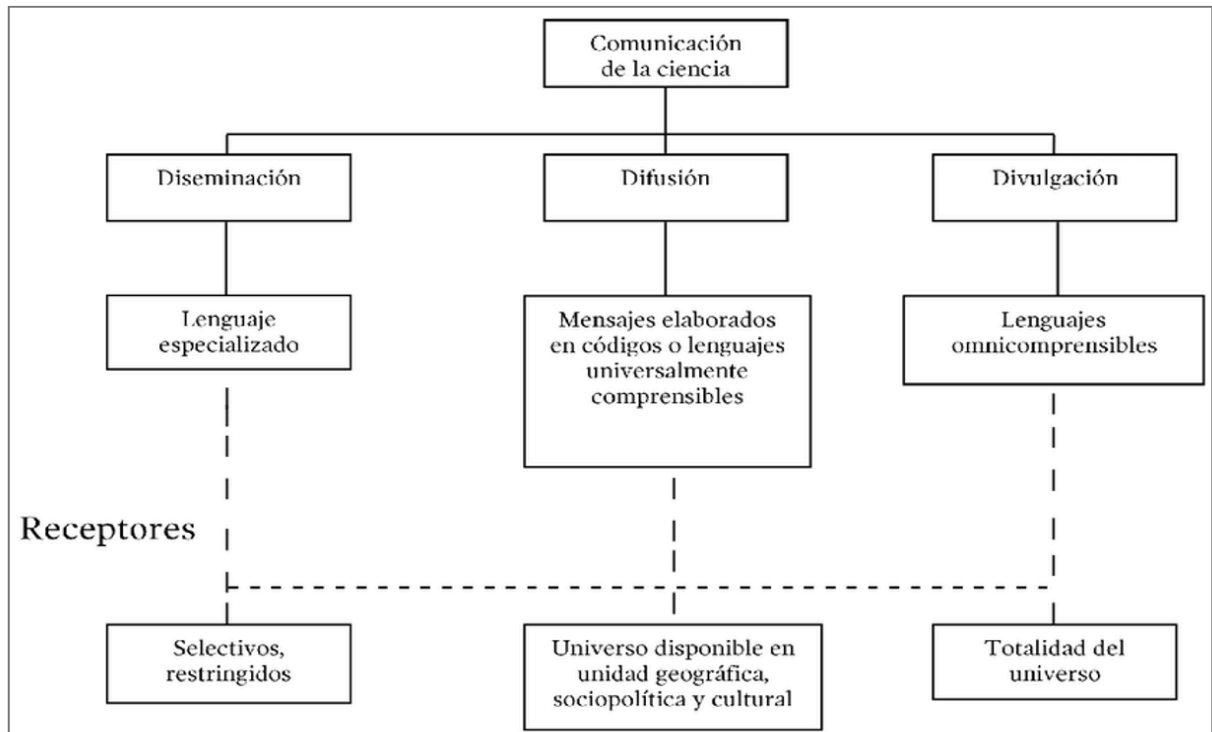 Comunicación
de la ciencia
Diseminación
Difusión
Divulgación
Lenguaje
especializado
Mensajes elaborados
en códigos o lenguajes
universalmente
comprensibles
Lenguajes
omnicomprensibles
Receptores
Selectivos,
restringidos
Universo disponible en
unidad geográfica,
sociopolítica y cultural
Totalidad del
universo